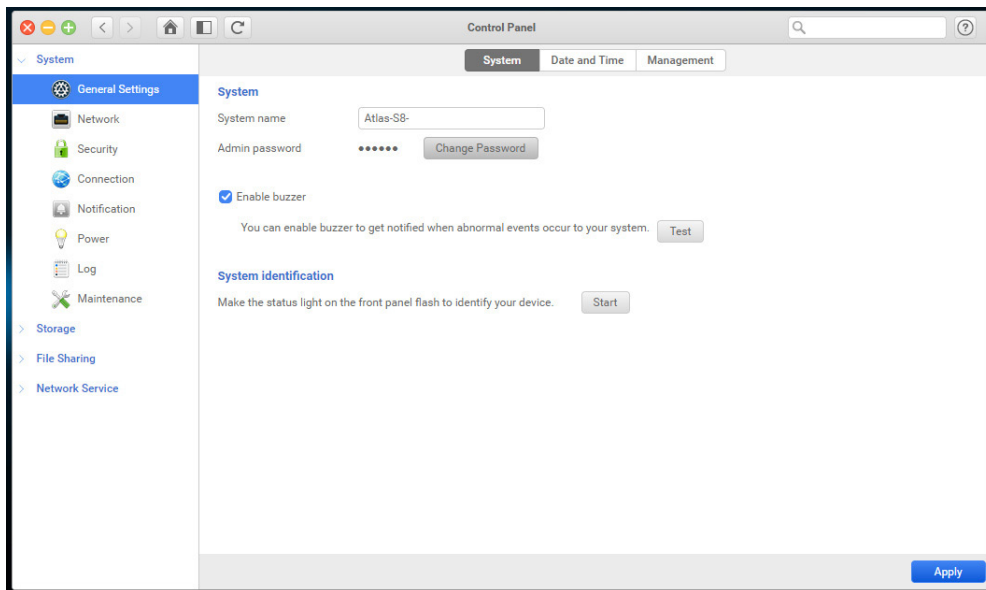 Control Panel
?
System
General Settings
Network
Security
Connection
Notification
Power
Log
Maintenance
Storage
File Sharing
Network Service
System Date and Time Management
System
System name Atlas-S8-
Admin password •••••• Change Password
Enable buzzer
You can enable buzzer to get notified when abnormal events occur to your system. Test
System identification
Make the status light on the front panel flash to identify your device. Start
Apply